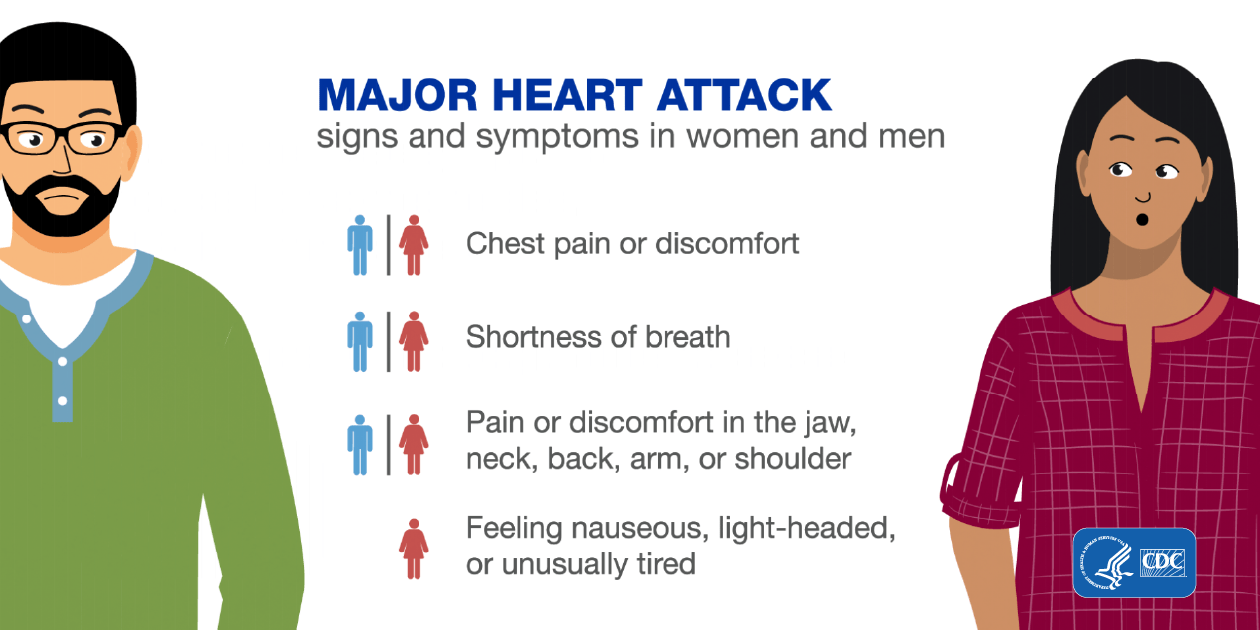 MAJOR HEART ATTACK
signs and symptoms in women and men
Chest pain or discomfort
Shortness of breath
Pain or discomfort in the jaw,
neck, back, arm, or shoulder
Feeling nauseous, light-headed,
or unusually tired
CDC